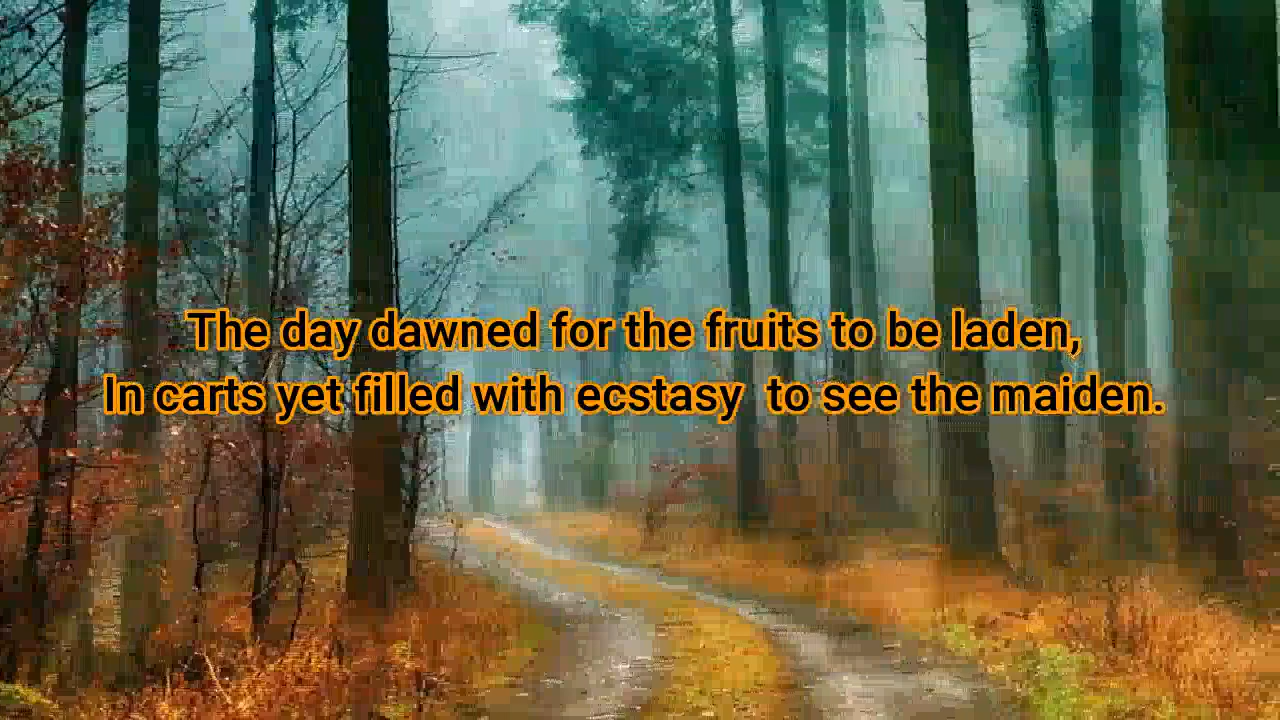 The day dawned for the fruits to be laden,
In carts yet filled with ecstasy  to see the maiden.